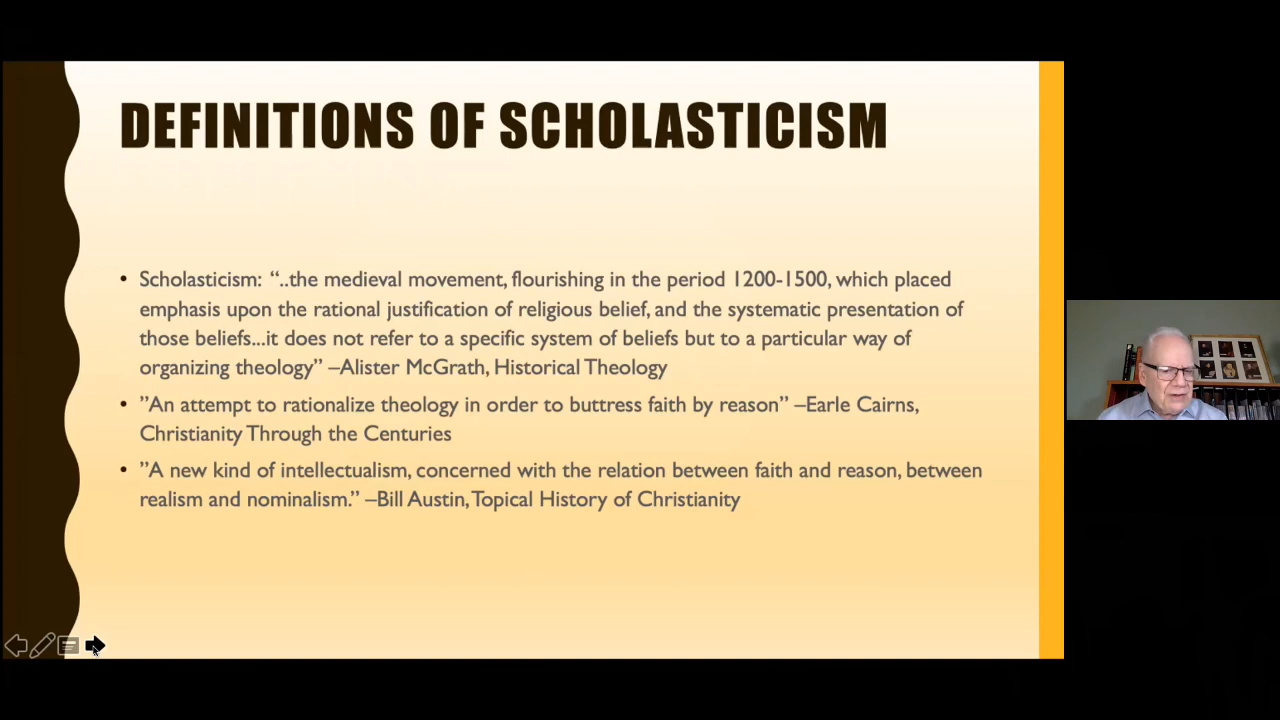 DEFINITIONS OF SCHOLASTICISM
• Scholasticism: “..the medieval movement, flourishing in the period 1200-1500, which placed
emphasis upon the rational justification of religious belief, and the systematic presentation of
those beliefs...it does not refer to a specific system of beliefs but to a particular way of
organizing theology” –Alister McGrath, Historical Theology
• ”An attempt to rationalize theology in order to buttress faith by reason” –Earle Cairns,
Christianity Through the Centuries
• ”A new kind of intellectualism, concerned with the relation between faith and reason, between
realism and nominalism.” –Bill Austin, Topical History of Christianity